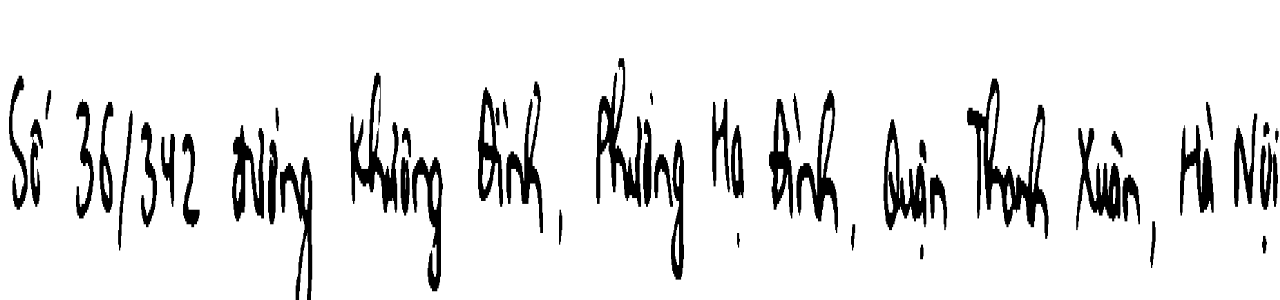 Số 36/342 đường Khương Đình, Phường Hạ Đình, Quận Thanh Xuân, Hà Nội